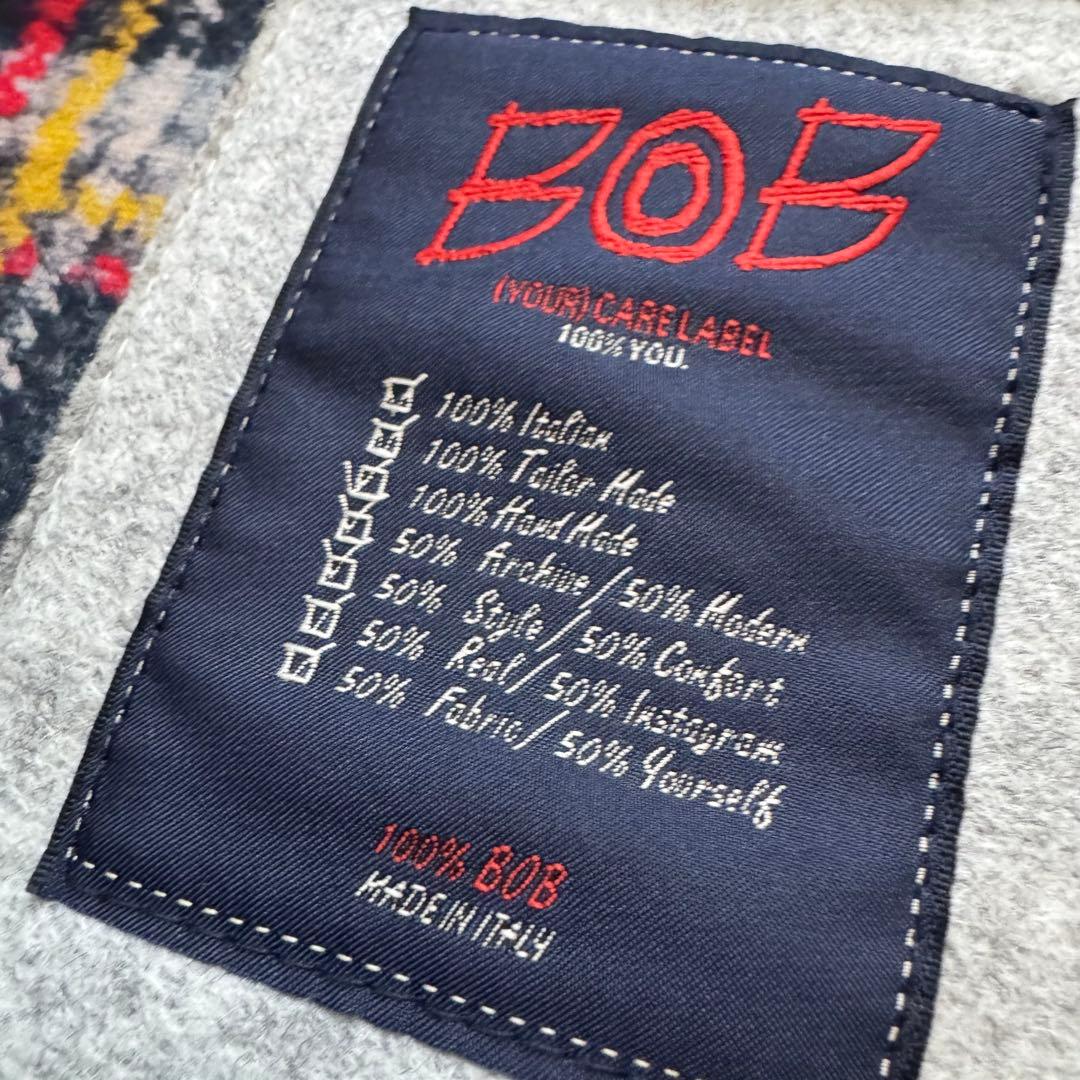 BOB
(YOUR) CARE LABEL
100% YOU.
100% Italian
100% Tailor Made
100% Hand Made
50% Archive / 50% Modern
50% Style / 50% Comfort
50% Real / 50% Instagram
50% Fabric / 50% Yourself
100% BOB
MADE IN ITALY